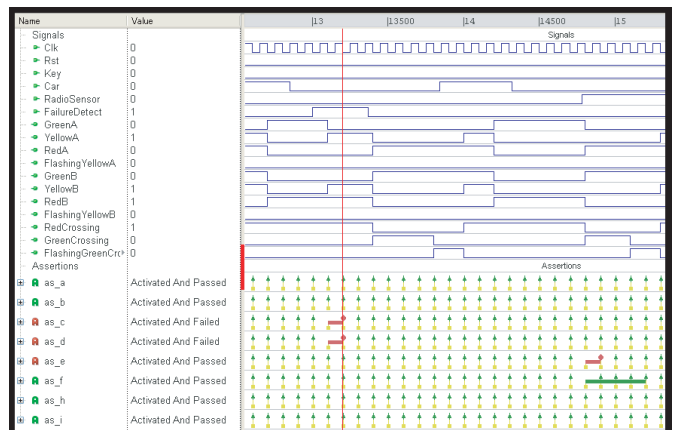 Name Value |13 |13500 |14 |14500 |15
Signals Signals
Clk 0
Rst 0
Key 0
Car 0
RadioSensor 0
FailureDetect 1
GreenA 0
YellowA 1
RedA 0
FlashingYellowA 0
GreenB 0
YellowB 1
RedB 1
FlashingYellowB 0
RedCrossing 1
GreenCrossing 0
FlashingGreenCr 0
Assertions Assertions
A as_a Activated And Passed
A as_b Activated And Passed
A as_c Activated And Failed
A as_d Activated And Failed
A as_e Activated And Passed
A as_f Activated And Passed
A as_h Activated And Passed
A as_i Activated And Passed